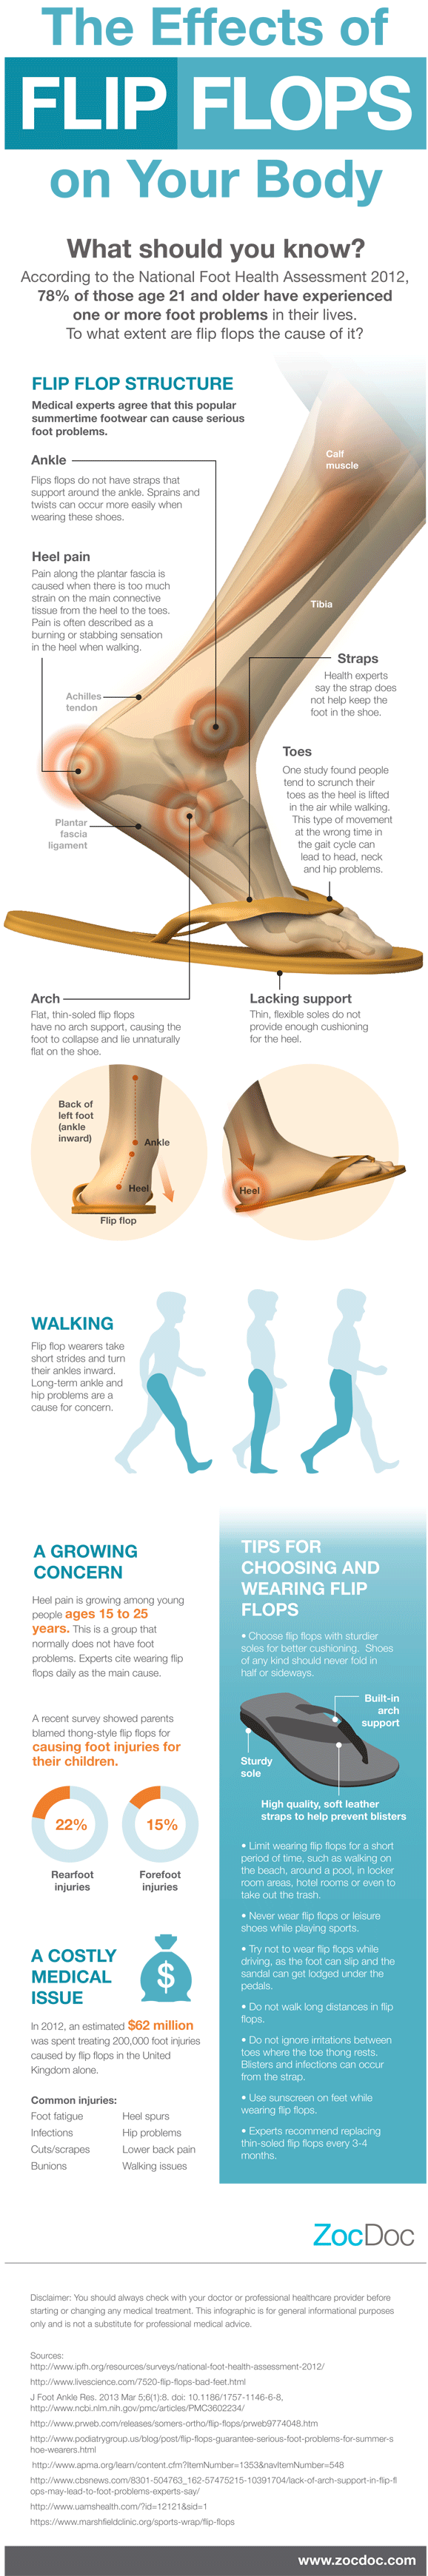 The Effects of
FLIP FLOPS
on Your Body
What should you know?
According to the National Foot Health Assessment 2012,
78% of those age 21 and older have experienced
one or more foot problems in their lives.
To what extent are flip flops the cause of it?
FLIP FLOP STRUCTURE
Medical experts agree that this popular
summertime footwear can cause serious
foot problems.
Calf
muscle
Ankle
Flips flops do not have straps that
support around the ankle. Sprains and
twists can occur more easily when
wearing these shoes.
Heel pain
Pain along the plantar fascia is
caused when there is too much
strain on the main connective
tissue from the heel to the toes.
Pain is often described as a
burning or stabbing sensation
in the heel when walking.
Tibia
Straps
Health experts
say the strap does
not help keep the
foot in the shoe.
Achilles
tendon
Toes
One study found people
tend to scrunch their
toes as the heel is lifted
in the air while walking.
This type of movement
at the wrong time in
the gait cycle can
lead to head, neck
and hip problems.
Plantar
fascia
ligament
Arch
Flat, thin-soled flip flops
have no arch support, causing the
foot to collapse and lie unnaturally
flat on the shoe.
Lacking support
Thin, flexible soles do not
provide enough cushioning
for the heel.
Back of
left foot
(ankle
inward)
Ankle
Heel
Flip flop
Heel
WALKING
Flip flop wearers take
short strides and turn
their ankles inward.
Long-term ankle and
hip problems are a
cause for concern.
A GROWING
CONCERN
Heel pain is growing among young
people ages 15 to 25
years. This is a group that
normally does not have foot
problems. Experts cite wearing flip
flops daily as the main cause.
A recent survey showed parents
blamed thong-style flip flops for
causing foot injuries for
their children.
22%
15%
Rearfoot
injuries
Forefoot
injuries
A COSTLY
MEDICAL
ISSUE
$
In 2012, an estimated $62 million
was spent treating 200,000 foot injuries
caused by flip flops in the United
Kingdom alone.
Common injuries:
Foot fatigue
Infections
Cuts/scrapes
Bunions
Heel spurs
Hip problems
Lower back pain
Walking issues
TIPS FOR
CHOOSING AND
WEARING FLIP
FLOPS
• Choose flip flops with sturdier
soles for better cushioning. Shoes
of any kind should never fold in
half or sideways.
Built-in
arch
support
Sturdy
sole
High quality, soft leather
straps to help prevent blisters
• Limit wearing flip flops for a short
period of time, such as walking on
the beach, around a pool, in locker
room areas, hotel rooms or even to
take out the trash.
• Never wear flip flops or leisure
shoes while playing sports.
• Try not to wear flip flops while
driving, as the foot can slip and the
sandal can get lodged under the
pedals.
• Do not walk long distances in flip
flops.
• Do not ignore irritations between
toes where the toe thong rests.
Blisters and infections can occur
from the strap.
• Use sunscreen on feet while
wearing flip flops.
• Experts recommend replacing
thin-soled flip flops every 3-4
months.
ZocDoc
Disclaimer: You should always check with your doctor or professional healthcare provider before
starting or changing any medical treatment. This infographic is for general informational purposes
only and is not a substitute for professional medical advice.
Sources:
http://www.ipfh.org/resources/surveys/national-foot-health-assessment-2012/
http://www.livescience.com/7520-flip-flops-bad-feet.html
J Foot Ankle Res. 2013 Mar 5;6(1):8. doi: 10.1186/1757-1146-6-8,
http://www.ncbi.nlm.nih.gov/pmc/articles/PMC3602234/
http://www.prweb.com/releases/somers-ortho/flip-flops/prweb9774048.htm
http://www.podiatrygroup.us/blog/post/flip-flops-guarantee-serious-foot-problems-for-summer-s
hoe-wearers.html
http://www.apma.org/learn/content.cfm?ItemNumber=1353&navItemNumber=548
http://www.cbsnews.com/8301-504763_162-57475215-10391704/lack-of-arch-support-in-flip-fl
ops-may-lead-to-foot-problems-experts-say/
http://www.uamshealth.com/?id=12121&sid=1
https://www.marshfieldclinic.org/sports-wrap/flip-flops
www.zocdoc.com